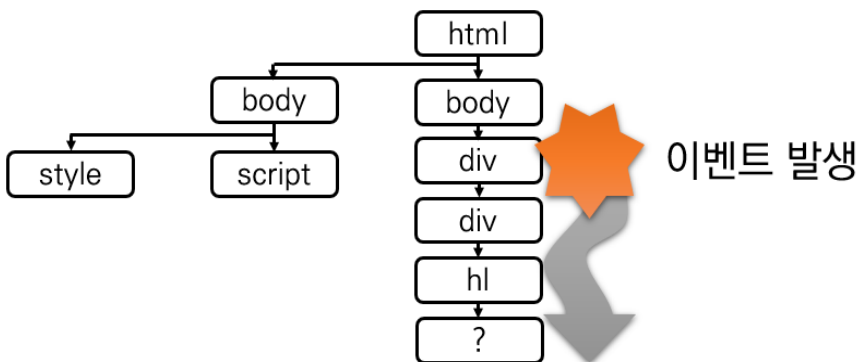 html
body
body
div
이벤트 발생
style
script
div
hl
?